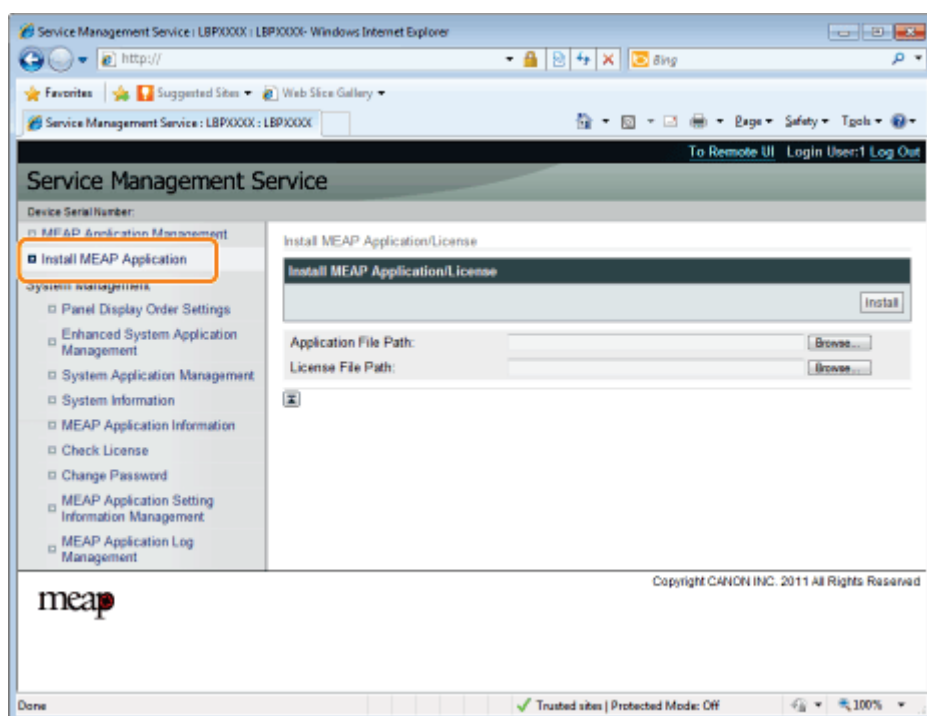 Service Management Service : LBPXXXX : LBPXXXX- Windows Internet Explorer
http://
Bing
Favorites Suggested Sites Web Slice Gallery
Service Management Service : LBPXXXX : LBPXXXX
Page Safety Tools
To Remote UI Login User:1 Log Out
Service Management Service
Device Serial Number:
MEAP Application Management
Install MEAP Application
System Management
Panel Display Order Settings
Enhanced System Application
Management
System Application Management
System Information
MEAP Application Information
Check License
Change Password
MEAP Application Setting
Information Management
MEAP Application Log
Management
Install MEAP Application/License
Install MEAP Application/License
Install
Application File Path: Browse...
License File Path: Browse...
Copyright CANON INC. 2011 All Rights Reserved
meap
Done Trusted sites | Protected Mode: Off 100%